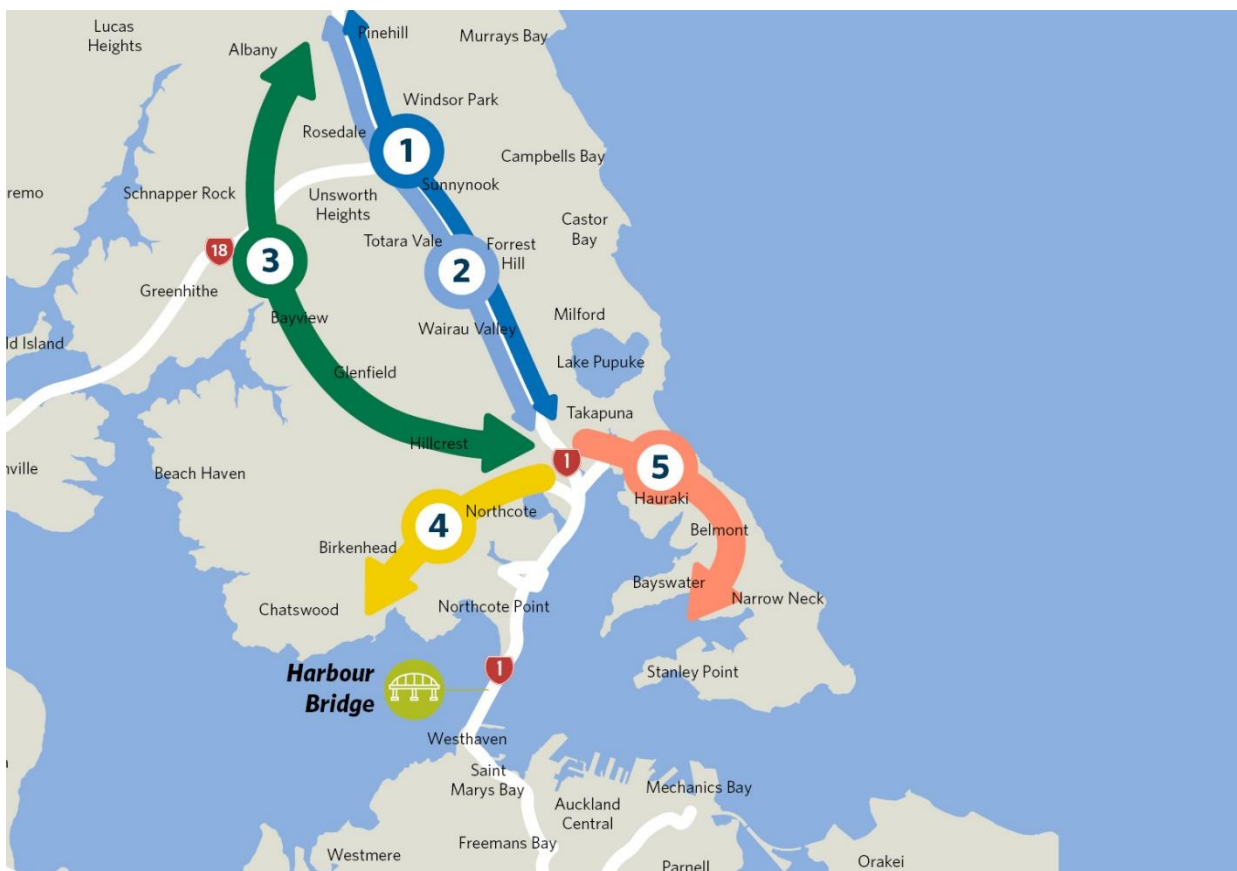 Lucas
Heights
Albany
Pinehill
Murrays Bay
Windsor Park
Rosedale
1
Campbells Bay
Sunnynook
remo
Schnapper Rock
Unsworth
Heights
Castor
Bay
Totara Vale
Forrest
Hill
18
3
2
Greenhithe
Bayview
Milford
Wairau Valley
ld Island
Lake Pupuke
Glenfield
Takapuna
Hillcrest
1
5
nville
Beach Haven
Hauraki
Northcote
4
Belmont
Birkenhead
Bayswater
Narrow Neck
Chatswood
Northcote Point
Harbour
Bridge
1
Stanley Point
Westhaven
Saint
Marys Bay
Mechanics Bay
Auckland
Central
Freemans Bay
Westmere
Parnell
Orakei